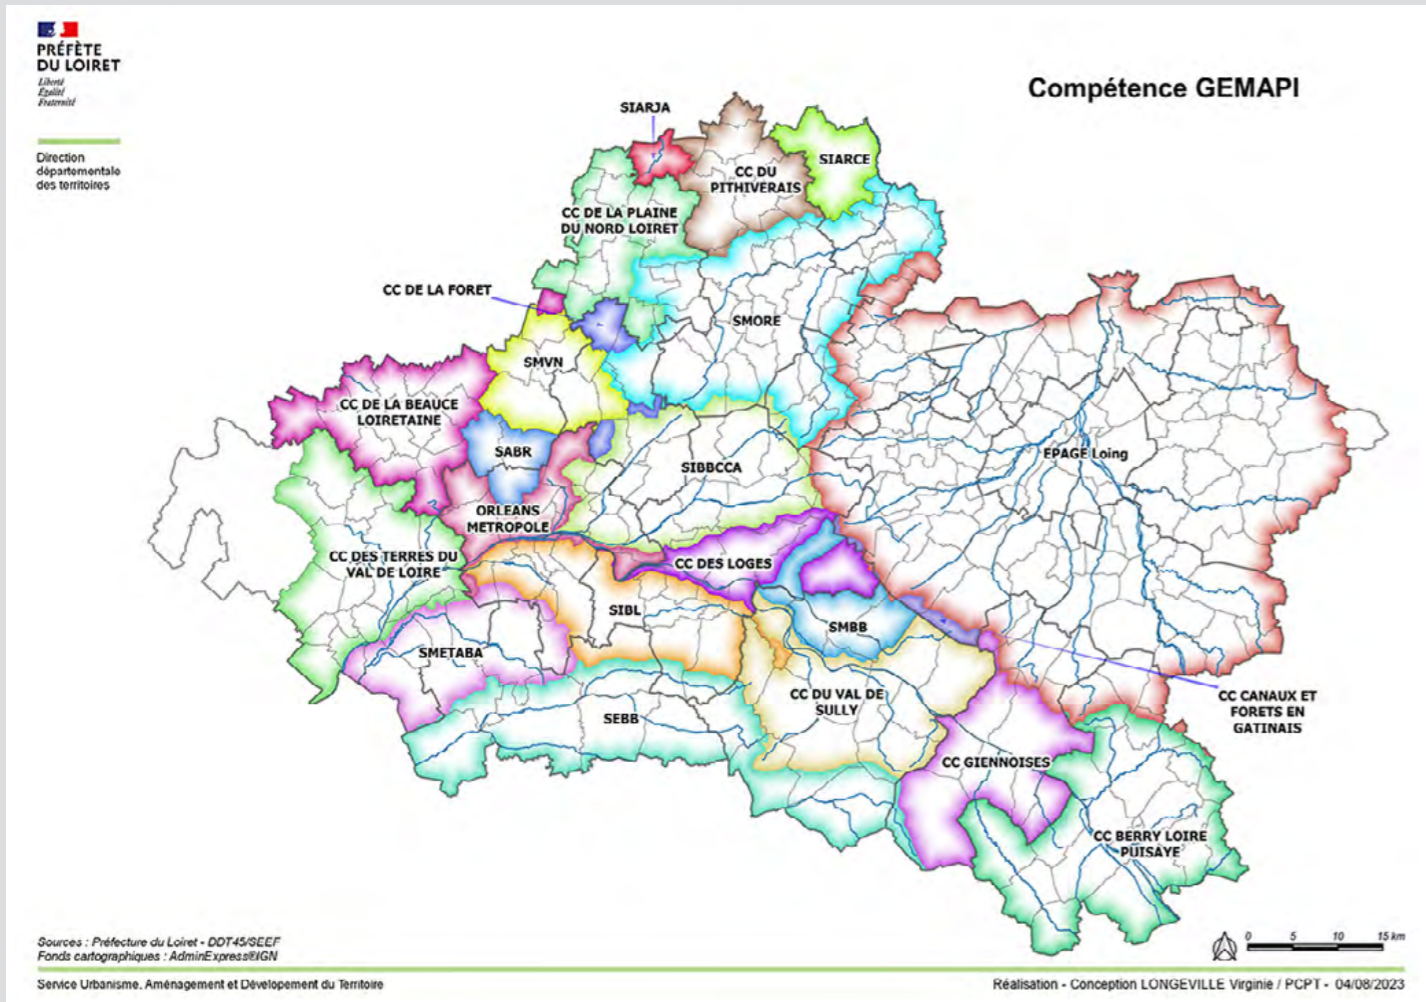 PRÉFÈTE
DU LOIRET
Liberté
Égalité
Fraternité
Direction
départementale
des territoires
Compétence GEMAPI
SIARJA
SIARCE
CC DU
PITHIVERAIS
CC DE LA PLAINE
DU NORD LOIRET
CC DE LA FORET
SMORE
SMVN
CC DE LA BEAUCE
LOIRETAINE
SABR
SIBBCCA
EPAGE Loing
ORLEANS
METROPOLE
CC DES TERRES DU
VAL DE LOIRE
CC DES LOGES
SIBL
SMBB
SMETABA
CC DU VAL DE
SULLY
CC CANAUX ET
FORETS EN
GATINAIS
SEBB
CC GIENNOISES
CC BERRY LOIRE
PUISAYE
Sources : Préfecture du Loiret - DDT45/SEEF
Fonds cartographiques : AdminExpress®IGN
0 5 10 15 km
Service Urbanisme, Aménagement et Dévelopement du Territoire
Réalisation - Conception LONGEVILLE Virginie / PCPT - 04/08/2023